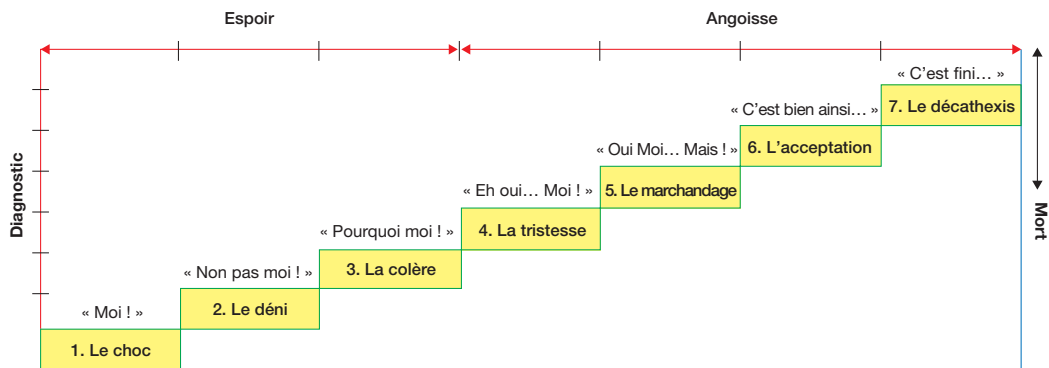 Espoir
Angoisse
Diagnostic
« C'est fini… »
7. Le décathexis
« C'est bien ainsi… »
6. L'acceptation
« Oui Moi… Mais ! »
5. Le marchandage
« Eh oui… Moi ! »
4. La tristesse
« Pourquoi moi ! »
3. La colère
« Non pas moi ! »
2. Le déni
« Moi ! »
1. Le choc
Mort